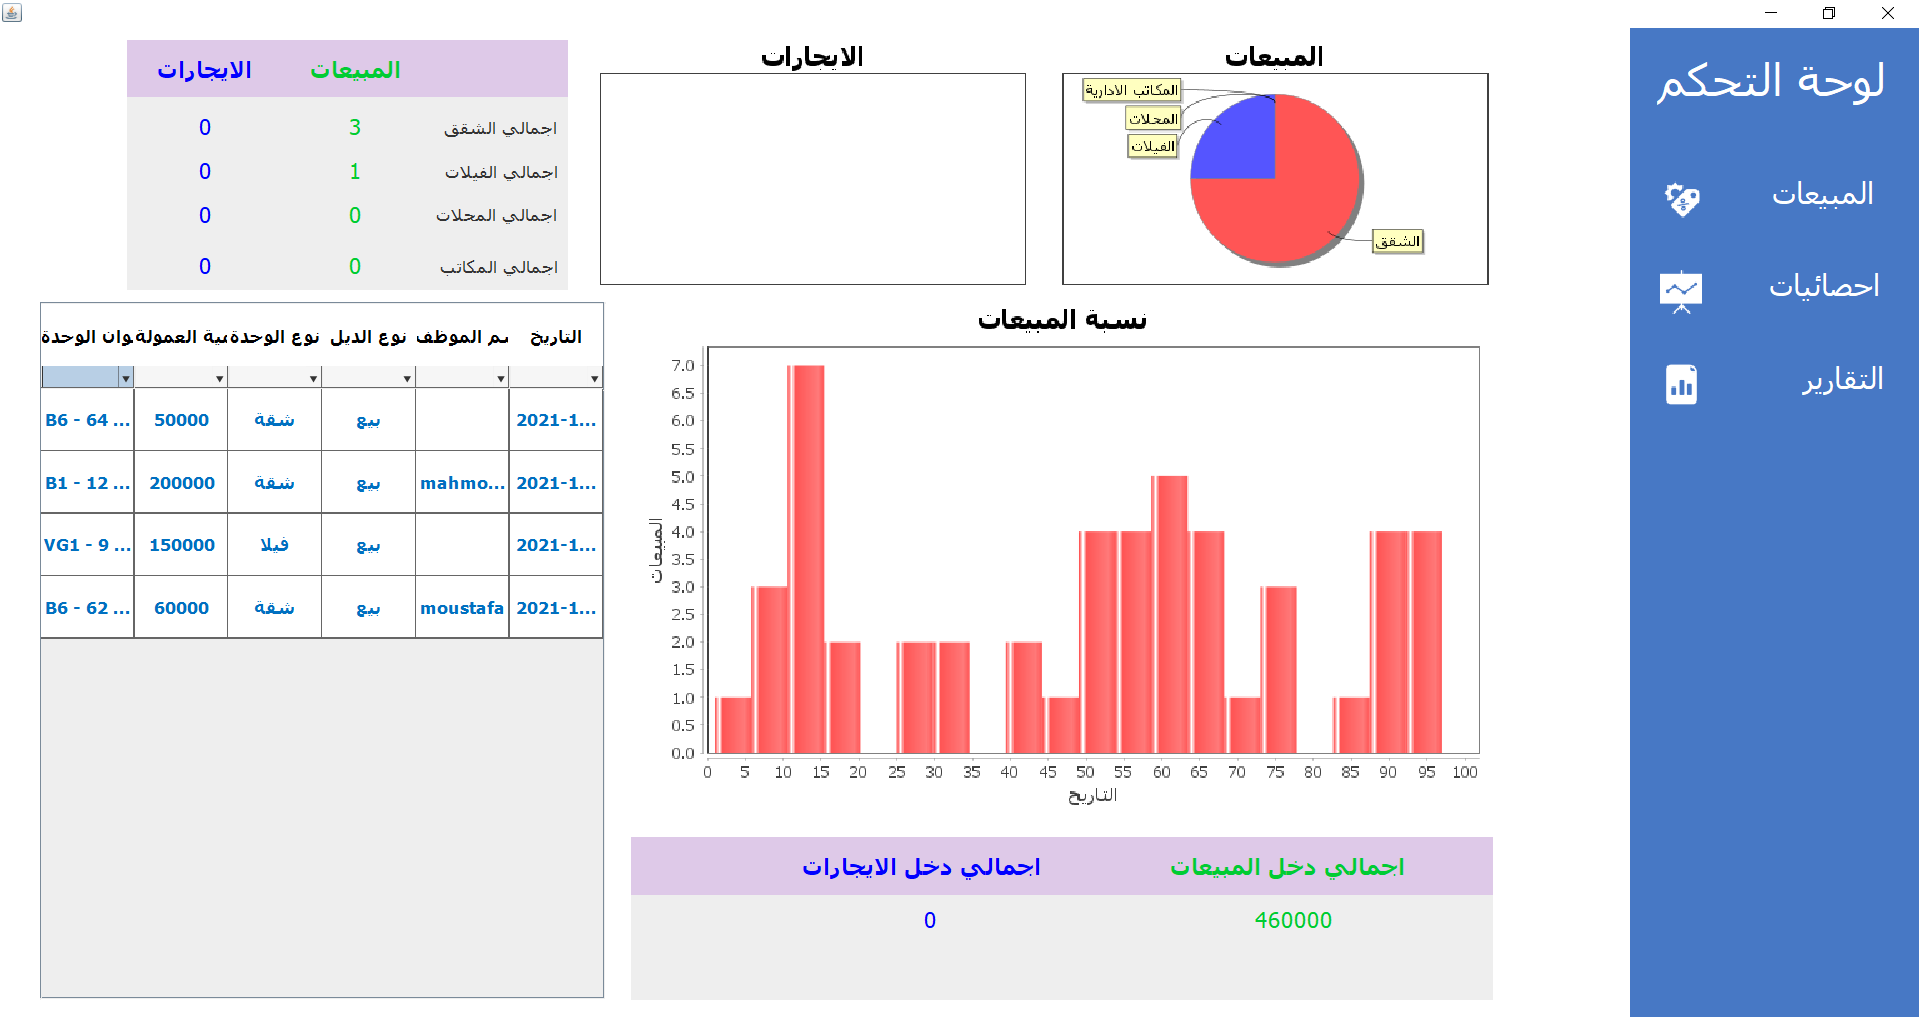 لوحة التحكم
المبيعات
احصائيات
التقارير
المبيعات
المكاتب الادارية
المحلات
الفيلات
الشقق
الايجارات
المبيعات الايجارات
اجمالي الشقق 3 0
اجمالي الفيلات 1 0
اجمالي المحلات 0 0
اجمالي المكاتب 0 0
نسبة المبيعات
المبيعات
7.0
6.5
6.0
5.5
5.0
4.5
4.0
3.5
3.0
2.5
2.0
1.5
1.0
0.5
0.0
0 5 10 15 20 25 30 35 40 45 50 55 60 65 70 75 80 85 90 95 100
التاريخ
التاريخ م الموظف نوع الديل نوع الوحدة ية العمولة وان الوحدة
2021-1... بيع شقة 50000 B6 - 64 ...
2021-1... mahmo... بيع شقة 200000 B1 - 12 ...
2021-1... بيع فيلا 150000 VG1 - 9 ...
2021-1... moustafa بيع شقة 60000 B6 - 62 ...
اجمالي دخل المبيعات اجمالي دخل الايجارات
460000 0